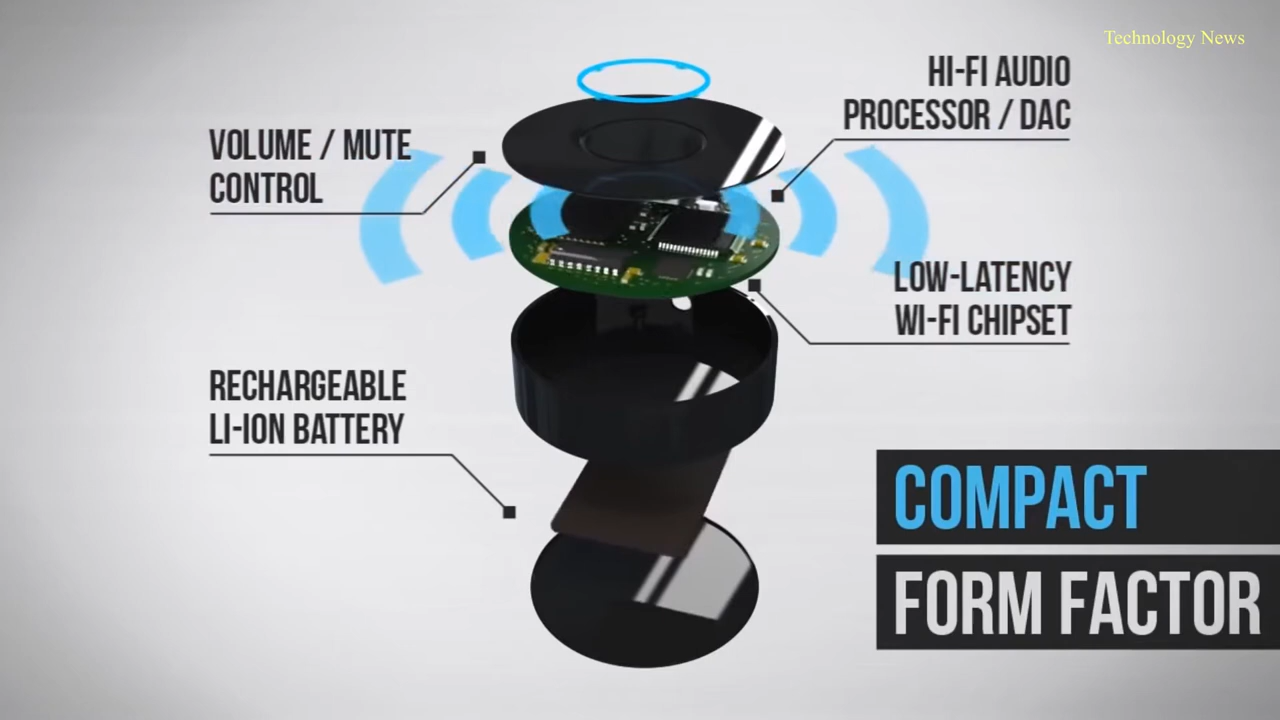 Technology News
HI-FI AUDIO
PROCESSOR / DAC
VOLUME / MUTE
CONTROL
LOW-LATENCY
WI-FI CHIPSET
RECHARGEABLE
LI-ION BATTERY
COMPACT
FORM FACTOR